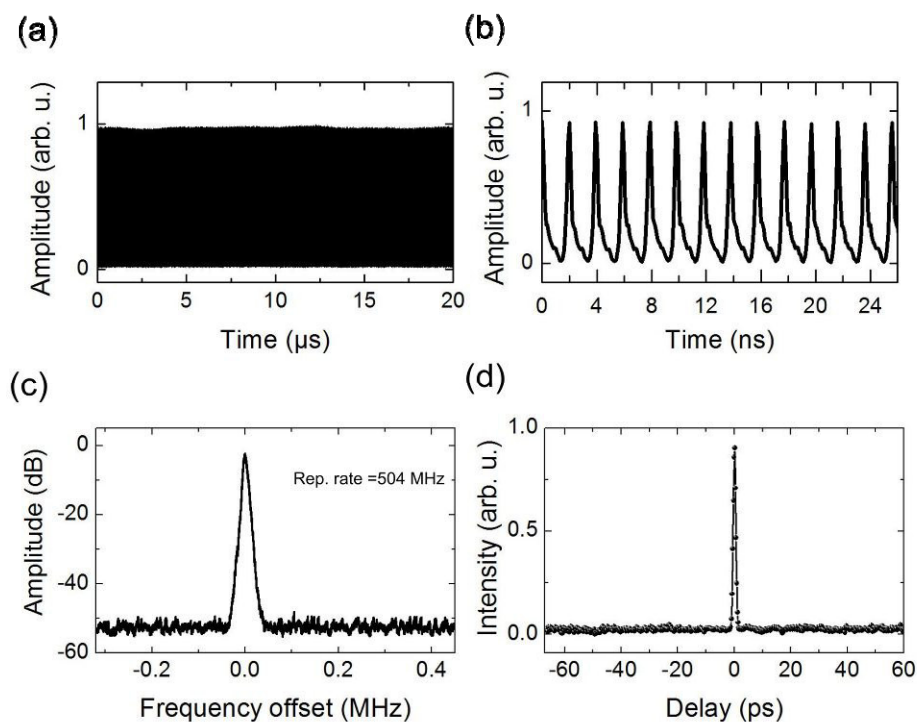 (a)
Amplitude (arb. u.)
1
0
0 5 10 15 20
Time (µs)
(b)
Amplitude (arb. u.)
1
0
0 4 8 12 16 20 24
Time (ns)
(c)
Amplitude (dB)
0
-20
-40
-60
Rep. rate =504 MHz
-0.2 0.0 0.2 0.4
Frequency offset (MHz)
(d)
Intensity (arb. u.)
1.0
0.5
0.0
-60 -40 -20 0 20 40 60
Delay (ps)